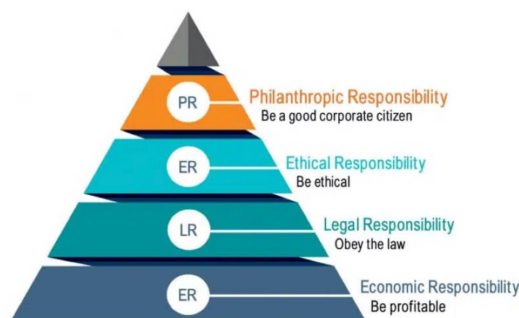 PR
Philanthropic Responsibility
Be a good corporate citizen
ER
Ethical Responsibility
Be ethical
LR
Legal Responsibility
Obey the law
ER
Economic Responsibility
Be profitable